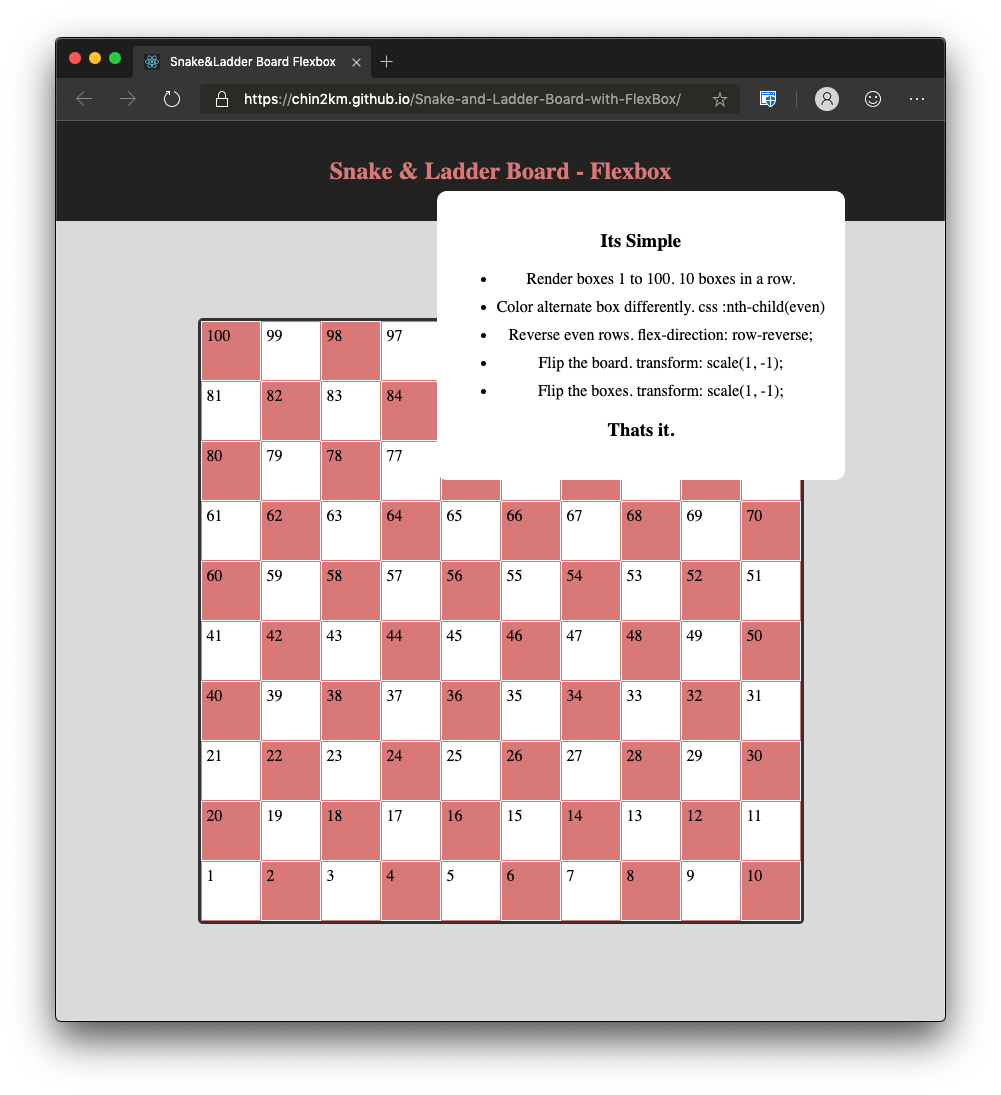 Snake&Ladder Board Flexbox
https://chin2km.github.io/Snake-and-Ladder-Board-with-FlexBox/
Snake & Ladder Board - Flexbox
Its Simple
• Render boxes 1 to 100. 10 boxes in a row.
• Color alternate box differently. css :nth-child(even)
• Reverse even rows. flex-direction: row-reverse;
• Flip the board. transform: scale(1, -1);
• Flip the boxes. transform: scale(1, -1);
Thats it.
100 99 98 97
81 82 83 84
80 79 78 77
61 62 63 64 65 66 67 68 69 70
60 59 58 57 56 55 54 53 52 51
41 42 43 44 45 46 47 48 49 50
40 39 38 37 36 35 34 33 32 31
21 22 23 24 25 26 27 28 29 30
20 19 18 17 16 15 14 13 12 11
1 2 3 4 5 6 7 8 9 10